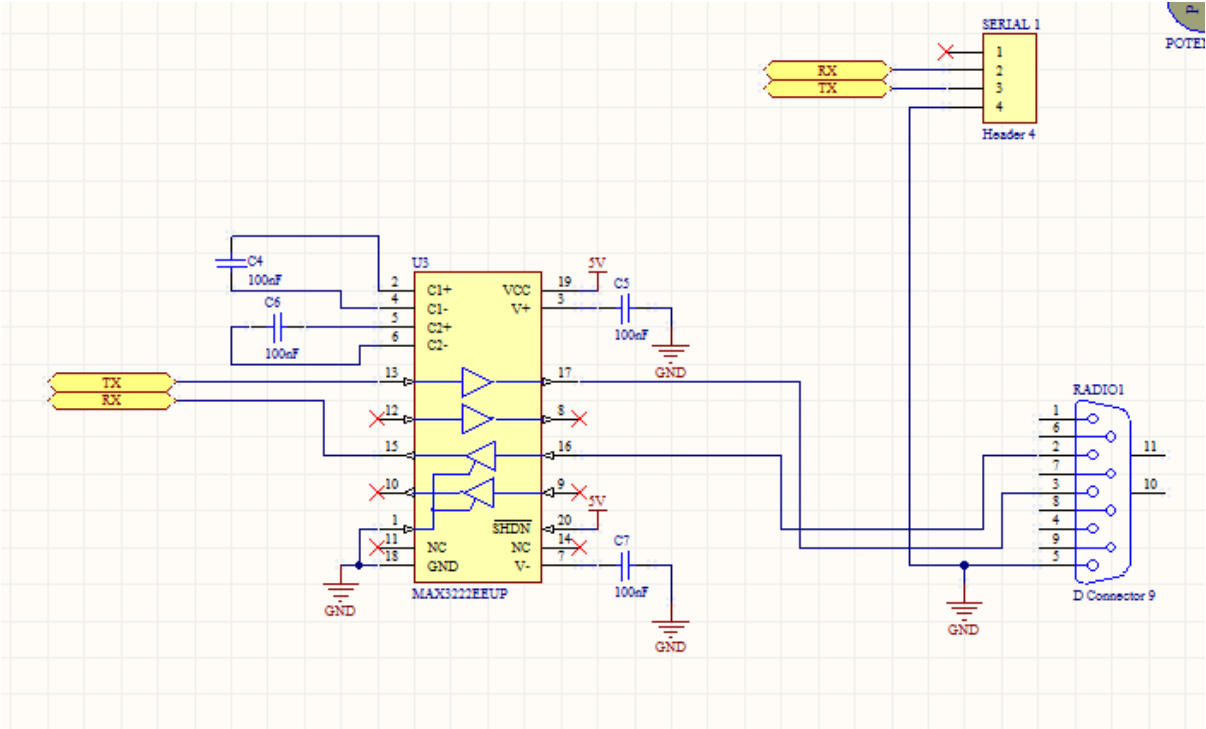 SERIAL 1
P
POTEN
1
RX
2
TX
3
4
Header 4
C4
100nF
C6
100nF
U3
2
C1+
4
C1-
5
C2+
6
C2-
VCC
19
5V
V+
3
C5
100nF
GND
TX
13
17
RX
12
8
15
16
10
9
5V
1
SHDN
20
11
NC
NC
14
18
GND
V-
7
C7
100nF
GND
MAX3222EEUP
GND
RADIO1
1
6
2
11
7
3
10
8
4
9
5
D Connector 9
GND